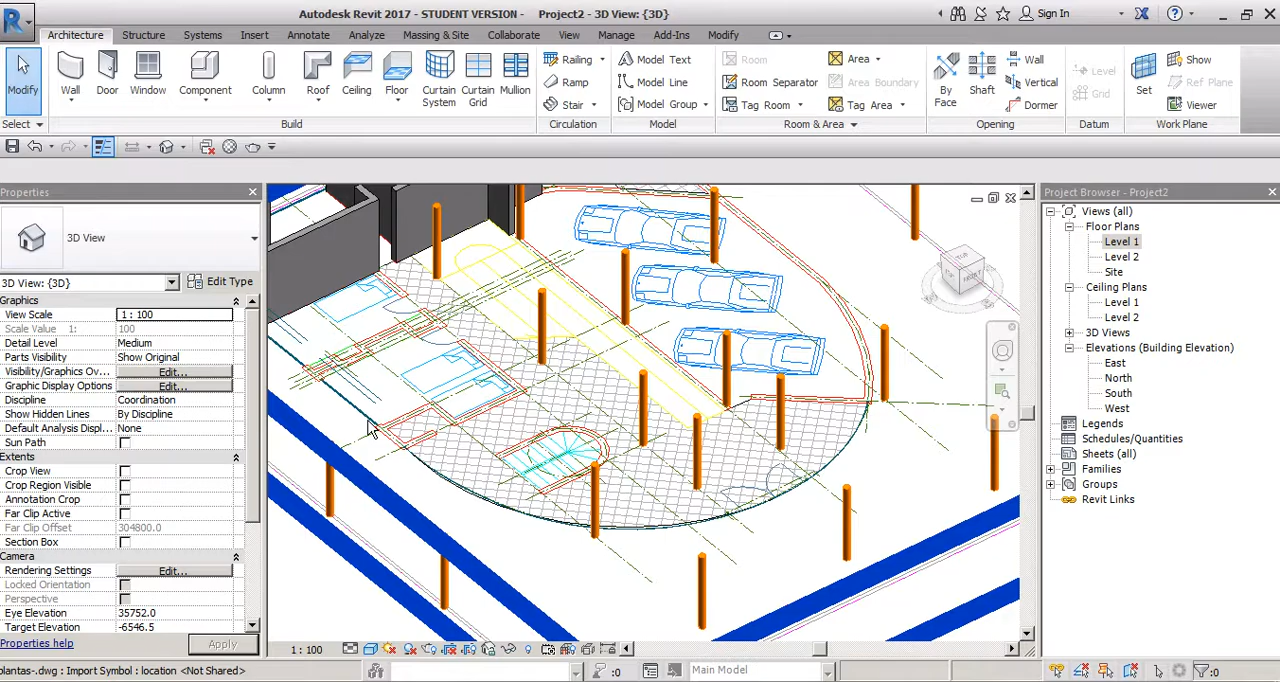 Autodesk Revit 2017 - STUDENT VERSION - Project2 - 3D View: {3D}
Sign In
Architecture Structure Systems Insert Annotate Analyze Massing & Site Collaborate View Manage Add-Ins Modify
Modify Wall Door Window Component Column Roof Ceiling Floor Curtain System Curtain Grid Mullion
Railing Ramp Stair
Model Text Model Line Model Group
Room Room Separator Tag Room Area Area Boundary Tag Area
By Face Shaft Wall Vertical Dormer
Level Grid
Set Show Ref Plane Viewer
Select Build Circulation Model Room & Area Opening Datum Work Plane
Properties
3D View
3D View: {3D} Edit Type
Graphics
View Scale 1 : 100
Scale Value 1: 100
Detail Level Medium
Parts Visibility Show Original
Visibility/Graphics Ov... Edit...
Graphic Display Options Edit...
Discipline Coordination
Show Hidden Lines By Discipline
Default Analysis Displ... None
Sun Path
Extents
Crop View
Crop Region Visible
Annotation Crop
Far Clip Active
Far Clip Offset 304800.0
Section Box
Camera
Rendering Settings Edit...
Locked Orientation
Perspective
Eye Elevation 35752.0
Target Elevation -6546.5
Properties help Apply
TOP
FRONT
Project Browser - Project2
Views (all)
Floor Plans
Level 1
Level 2
Site
Ceiling Plans
Level 1
Level 2
3D Views
Elevations (Building Elevation)
East
North
South
West
Legends
Schedules/Quantities
Sheets (all)
Families
Groups
Revit Links
1 : 100
plantas-.dwg : Import Symbol : location <Not Shared>
:0
Main Model
:0